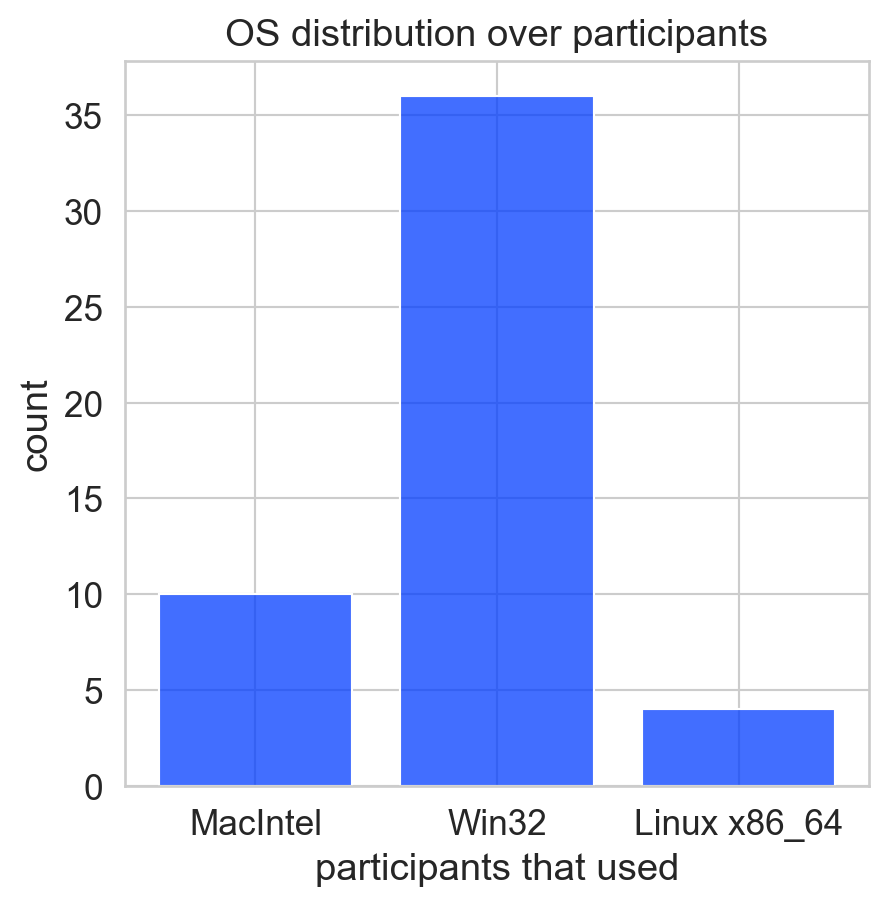 OS distribution over participants
35
30
25
20
15
10
5
0
count
MacIntel
Win32
Linux x86_64
participants that used